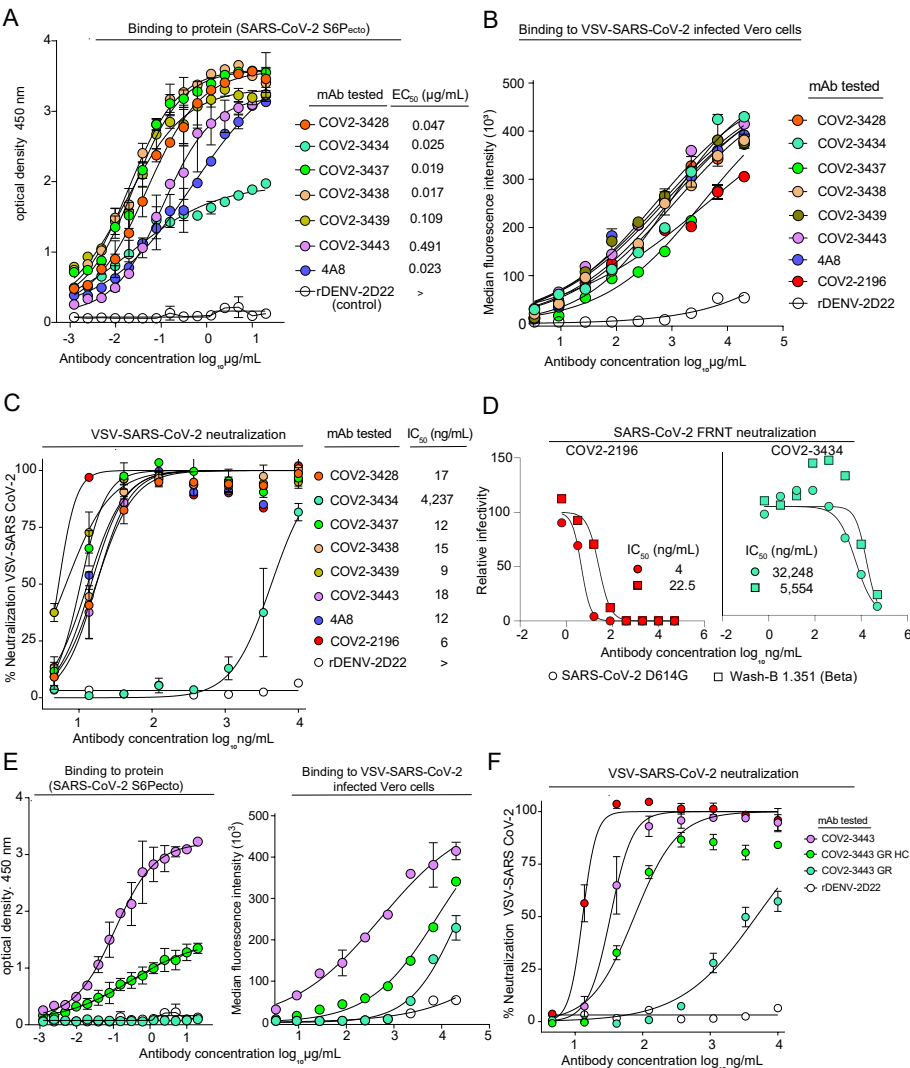 A
Binding to protein (SARS-CoV-2 S6Pecto)
optical density 450 nm
4
3
2
1
0
-3
-2
-1
0
1
Antibody concentration log10µg/mL
mAb tested EC50 (µg/mL)
COV2-3428 0.047
COV2-3434 0.025
COV2-3437 0.019
COV2-3438 0.017
COV2-3439 0.109
COV2-3443 0.491
4A8 0.023
rDENV-2D22 >
(control)
B
Binding to VSV-SARS-CoV-2 infected Vero cells
Median fluorescence intensity (10³)
500
400
300
200
100
0
1
2
3
4
5
Antibody concentration log10µg/mL
mAb tested
COV2-3428
COV2-3434
COV2-3437
COV2-3438
COV2-3439
COV2-3443
4A8
COV2-2196
rDENV-2D22
C
VSV-SARS-CoV-2 neutralization
% Neutralization VSV-SARS CoV-2
100
75
50
25
0
1
2
3
4
Antibody concentration log10ng/mL
mAb tested IC50 (ng/mL)
COV2-3428 17
COV2-3434 4,237
COV2-3437 12
COV2-3438 15
COV2-3439 9
COV2-3443 18
4A8 12
COV2-2196 6
rDENV-2D22 >
D
SARS-CoV-2 FRNT neutralization
COV2-2196 COV2-3434
Relative infectivity
150
100
50
0
IC50 (ng/mL)
4
22.5
IC50 (ng/mL)
32,248
5,554
-2 0 2 4 6
-2 0 2 4 6
Antibody concentration log10ng/mL
SARS-CoV-2 D614G Wash-B 1.351 (Beta)
E
Binding to protein
(SARS-CoV-2 S6Pecto)
optical density. 450 nm
4
3
2
1
0
-3 -2 -1 0 1
Binding to VSV-SARS-CoV-2
infected Vero cells
Median fluorescence intensity (10³)
500
400
300
200
100
0
1 2 3 4 5
Antibody concentration log10µg/mL
F
VSV-SARS-CoV-2 neutralization
% Neutralization VSV-SARS CoV-2
100
75
50
25
0
1 2 3 4
Antibody concentration log10ng/mL
mAb tested
COV2-3443
COV2-3443 GR HC
COV2-3443 GR
rDENV-2D22